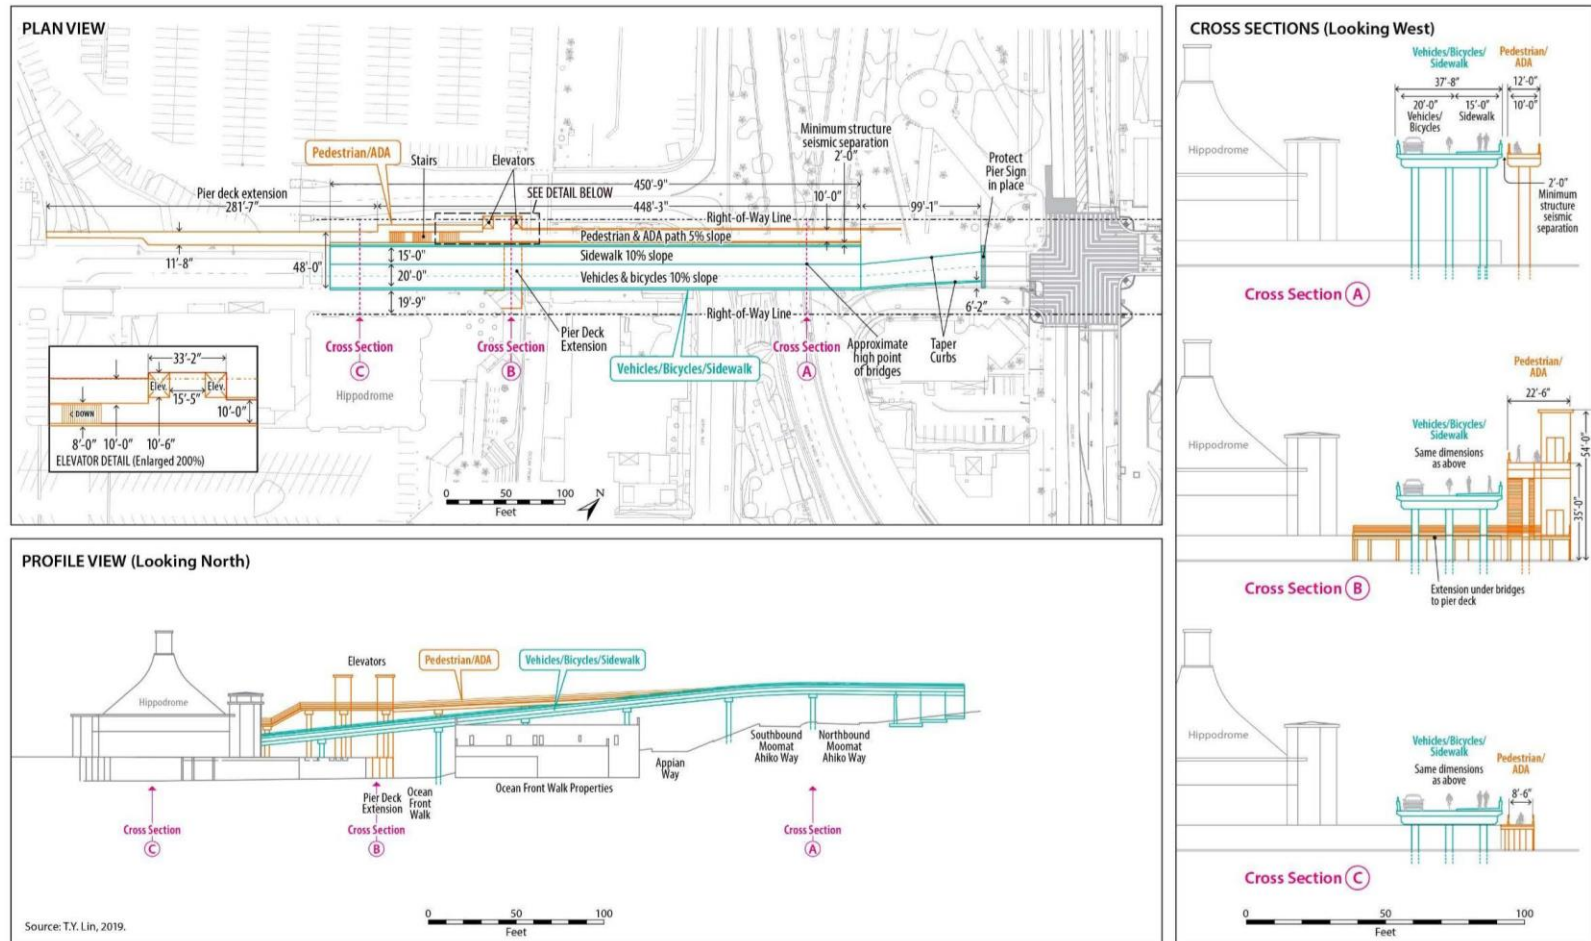 PLAN VIEW
Pedestrian/ADA
Stairs
Elevators
Minimum structure
seismic separation
2'-0"
Protect
Pier Sign
in place
Pier deck extension
281'-7"
450'-9"
SEE DETAIL BELOW
448'-3"
10'-0"
99'-1"
Right-of-Way Line
Pedestrian & ADA path 5% slope
11'-8"
48'-0"
15'-0"
Sidewalk 10% slope
20'-0"
Vehicles & bicycles 10% slope
19'-9"
6'-2"
Right-of-Way Line
Cross Section
C
Cross Section
B
Pier Deck
Extension
Vehicles/Bicycles/Sidewalk
Cross Section
A
Approximate
high point
of bridges
Taper
Curbs
Hippodrome
33'-2"
Elev.
Elev.
15'-5"
< DOWN
10'-0"
8'-0"
10'-0"
10'-6"
ELEVATOR DETAIL (Enlarged 200%)
0
50
100
Feet
N
PROFILE VIEW (Looking North)
Elevators
Pedestrian/ADA
Vehicles/Bicycles/Sidewalk
Hippodrome
Southbound
Moomat
Ahiko Way
Northbound
Moomat
Ahiko Way
Appian
Way
Ocean Front Walk Properties
Pier Deck
Extension
Ocean
Front
Walk
Cross Section
C
Cross Section
B
Cross Section
A
Source: T.Y. Lin, 2019.
0
50
100
Feet
CROSS SECTIONS (Looking West)
Vehicles/Bicycles/
Sidewalk
Pedestrian/
ADA
37'-8"
12'-0"
20'-0"
Vehicles/
Bicycles
15'-0"
Sidewalk
10'-0"
Hippodrome
2'-0"
Minimum
structure
seismic
separation
Cross Section A
Pedestrian/
ADA
22'-6"
Vehicles/Bicycles/
Sidewalk
Same dimensions
as above
Hippodrome
54'-0"
35'-0"
Cross Section B
Extension under bridges
to pier deck
Hippodrome
Vehicles/Bicycles/
Sidewalk
Same dimensions
as above
Pedestrian/
ADA
8'-6"
Cross Section C
0
50
100
Feet